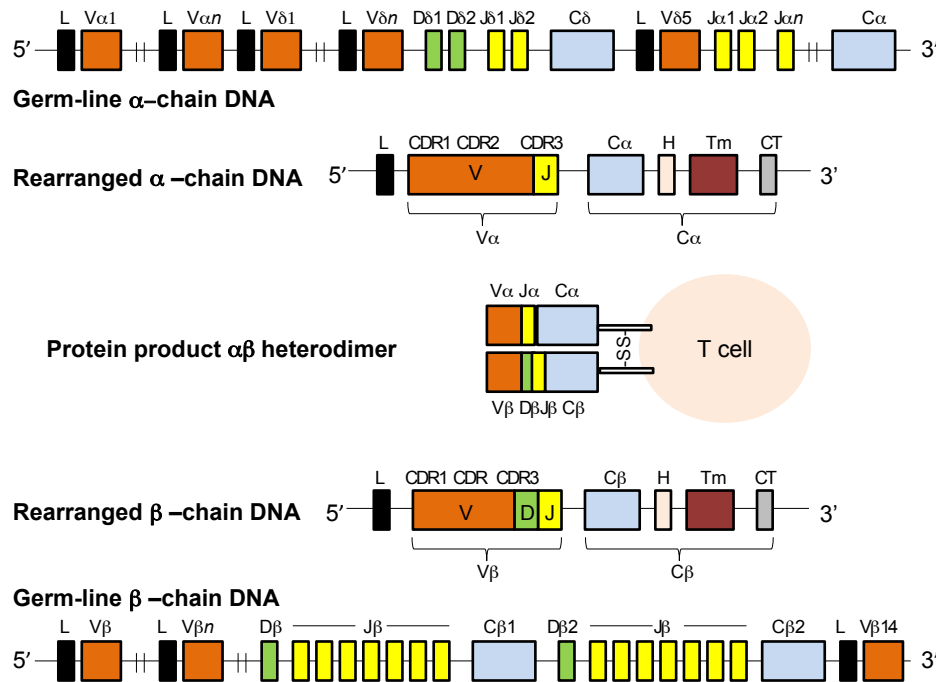 L Vα1 L Vαn L Vδ1 L Vδn Dδ1 Dδ2 Jδ1 Jδ2 Cδ L Vδ5 Jα1 Jα2 Jαn Cα
5′ 3′
Germ-line α–chain DNA
L CDR1 CDR2 CDR3 Cα H Tm CT
Rearranged α –chain DNA 5′ V J 3′
Vα Cα
Vα Jα Cα
Protein product αβ heterodimer -SS- T cell
Vβ Dβ Jβ Cβ
L CDR1 CDR CDR3 Cβ H Tm CT
Rearranged β –chain DNA 5′ V D J 3′
Vβ Cβ
Germ-line β –chain DNA
L Vβ L Vβn Dβ Jβ Cβ1 Dβ2 Jβ Cβ2 L Vβ14
5′ 3′